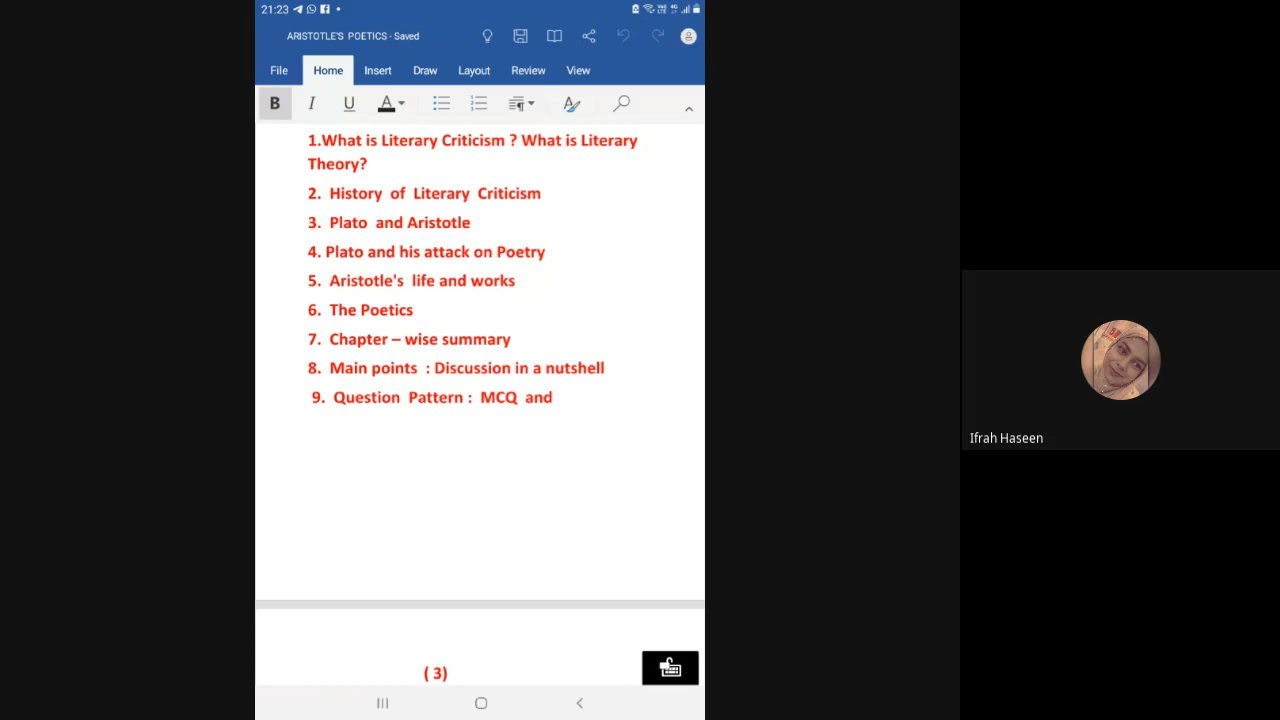 21:23
ARISTOTLE'S POETICS - Saved
File Home Insert Draw Layout Review View
B I U A
1.What is Literary Criticism ? What is Literary
Theory?
2. History of Literary Criticism
3. Plato and Aristotle
4. Plato and his attack on Poetry
5. Aristotle's life and works
6. The Poetics
7. Chapter – wise summary
8. Main points : Discussion in a nutshell
9. Question Pattern : MCQ and
( 3)
Ifrah Haseen